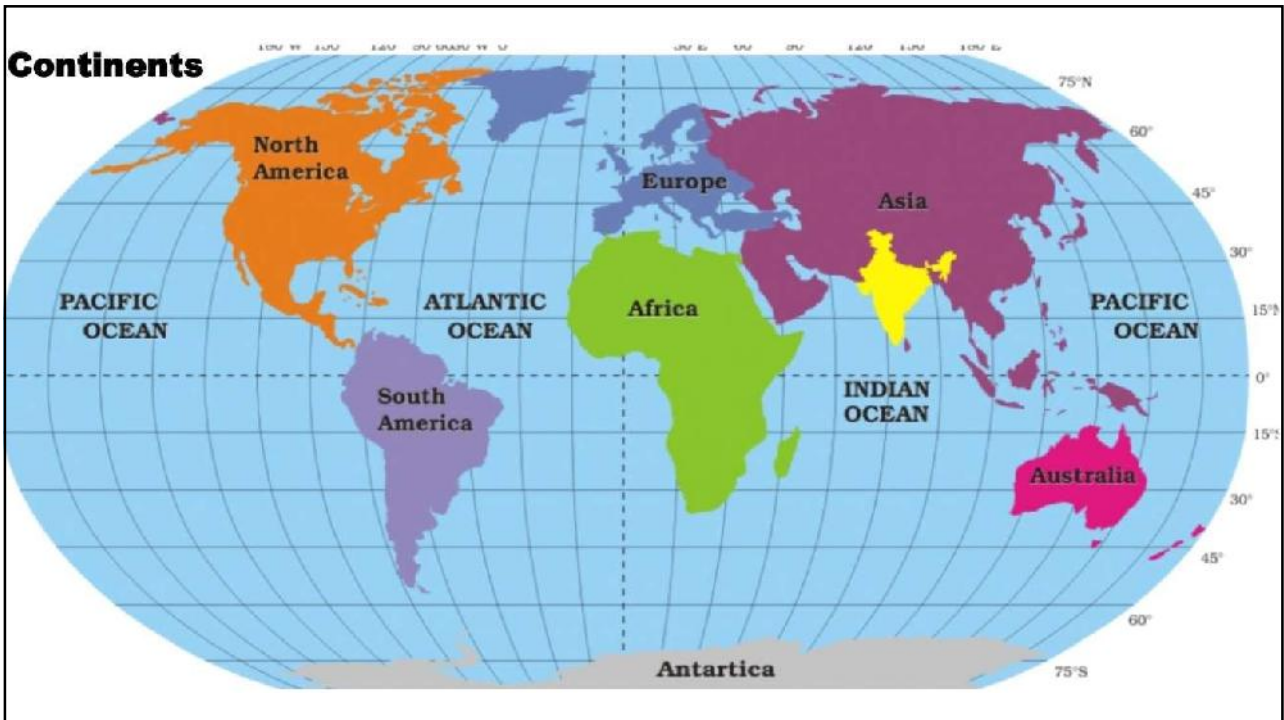 Continents
75°N
60°
45°
30°
15°N
0°
15°S
30°
45°
60°
75°S
North
America
Europe
Asia
PACIFIC
OCEAN
ATLANTIC
OCEAN
Africa
PACIFIC
OCEAN
South
America
INDIAN
OCEAN
Australia
Antartica